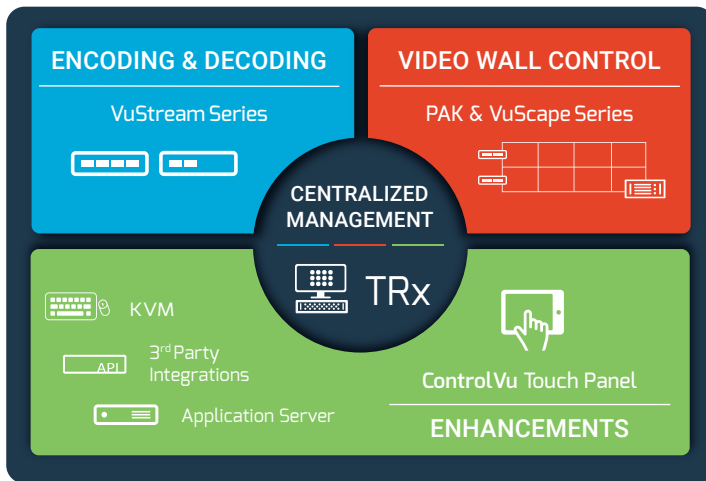 ENCODING & DECODING
VuStream Series
VIDEO WALL CONTROL
PAK & VuScape Series
CENTRALIZED
MANAGEMENT
TRx
KVM
API
3rd Party
Integrations
Application Server
ControlVu Touch Panel
ENHANCEMENTS